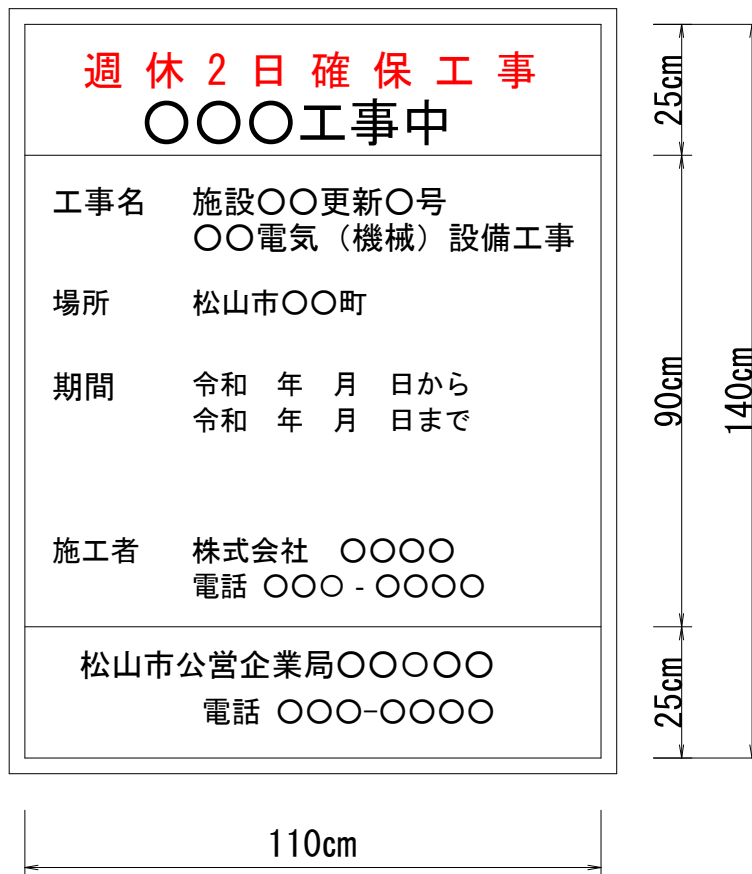 週休2日確保工事
〇〇〇工事中
工事名 施設〇〇更新〇号
〇〇電気（機械）設備工事
場所 松山市〇〇町
期間 令和 年 月 日から
令和 年 月 日まで
施工者 株式会社 〇〇〇〇
電話 〇〇〇-〇〇〇〇
松山市公営企業局〇〇〇〇〇
電話 〇〇〇-〇〇〇〇
25cm
90cm
25cm
140cm
110cm